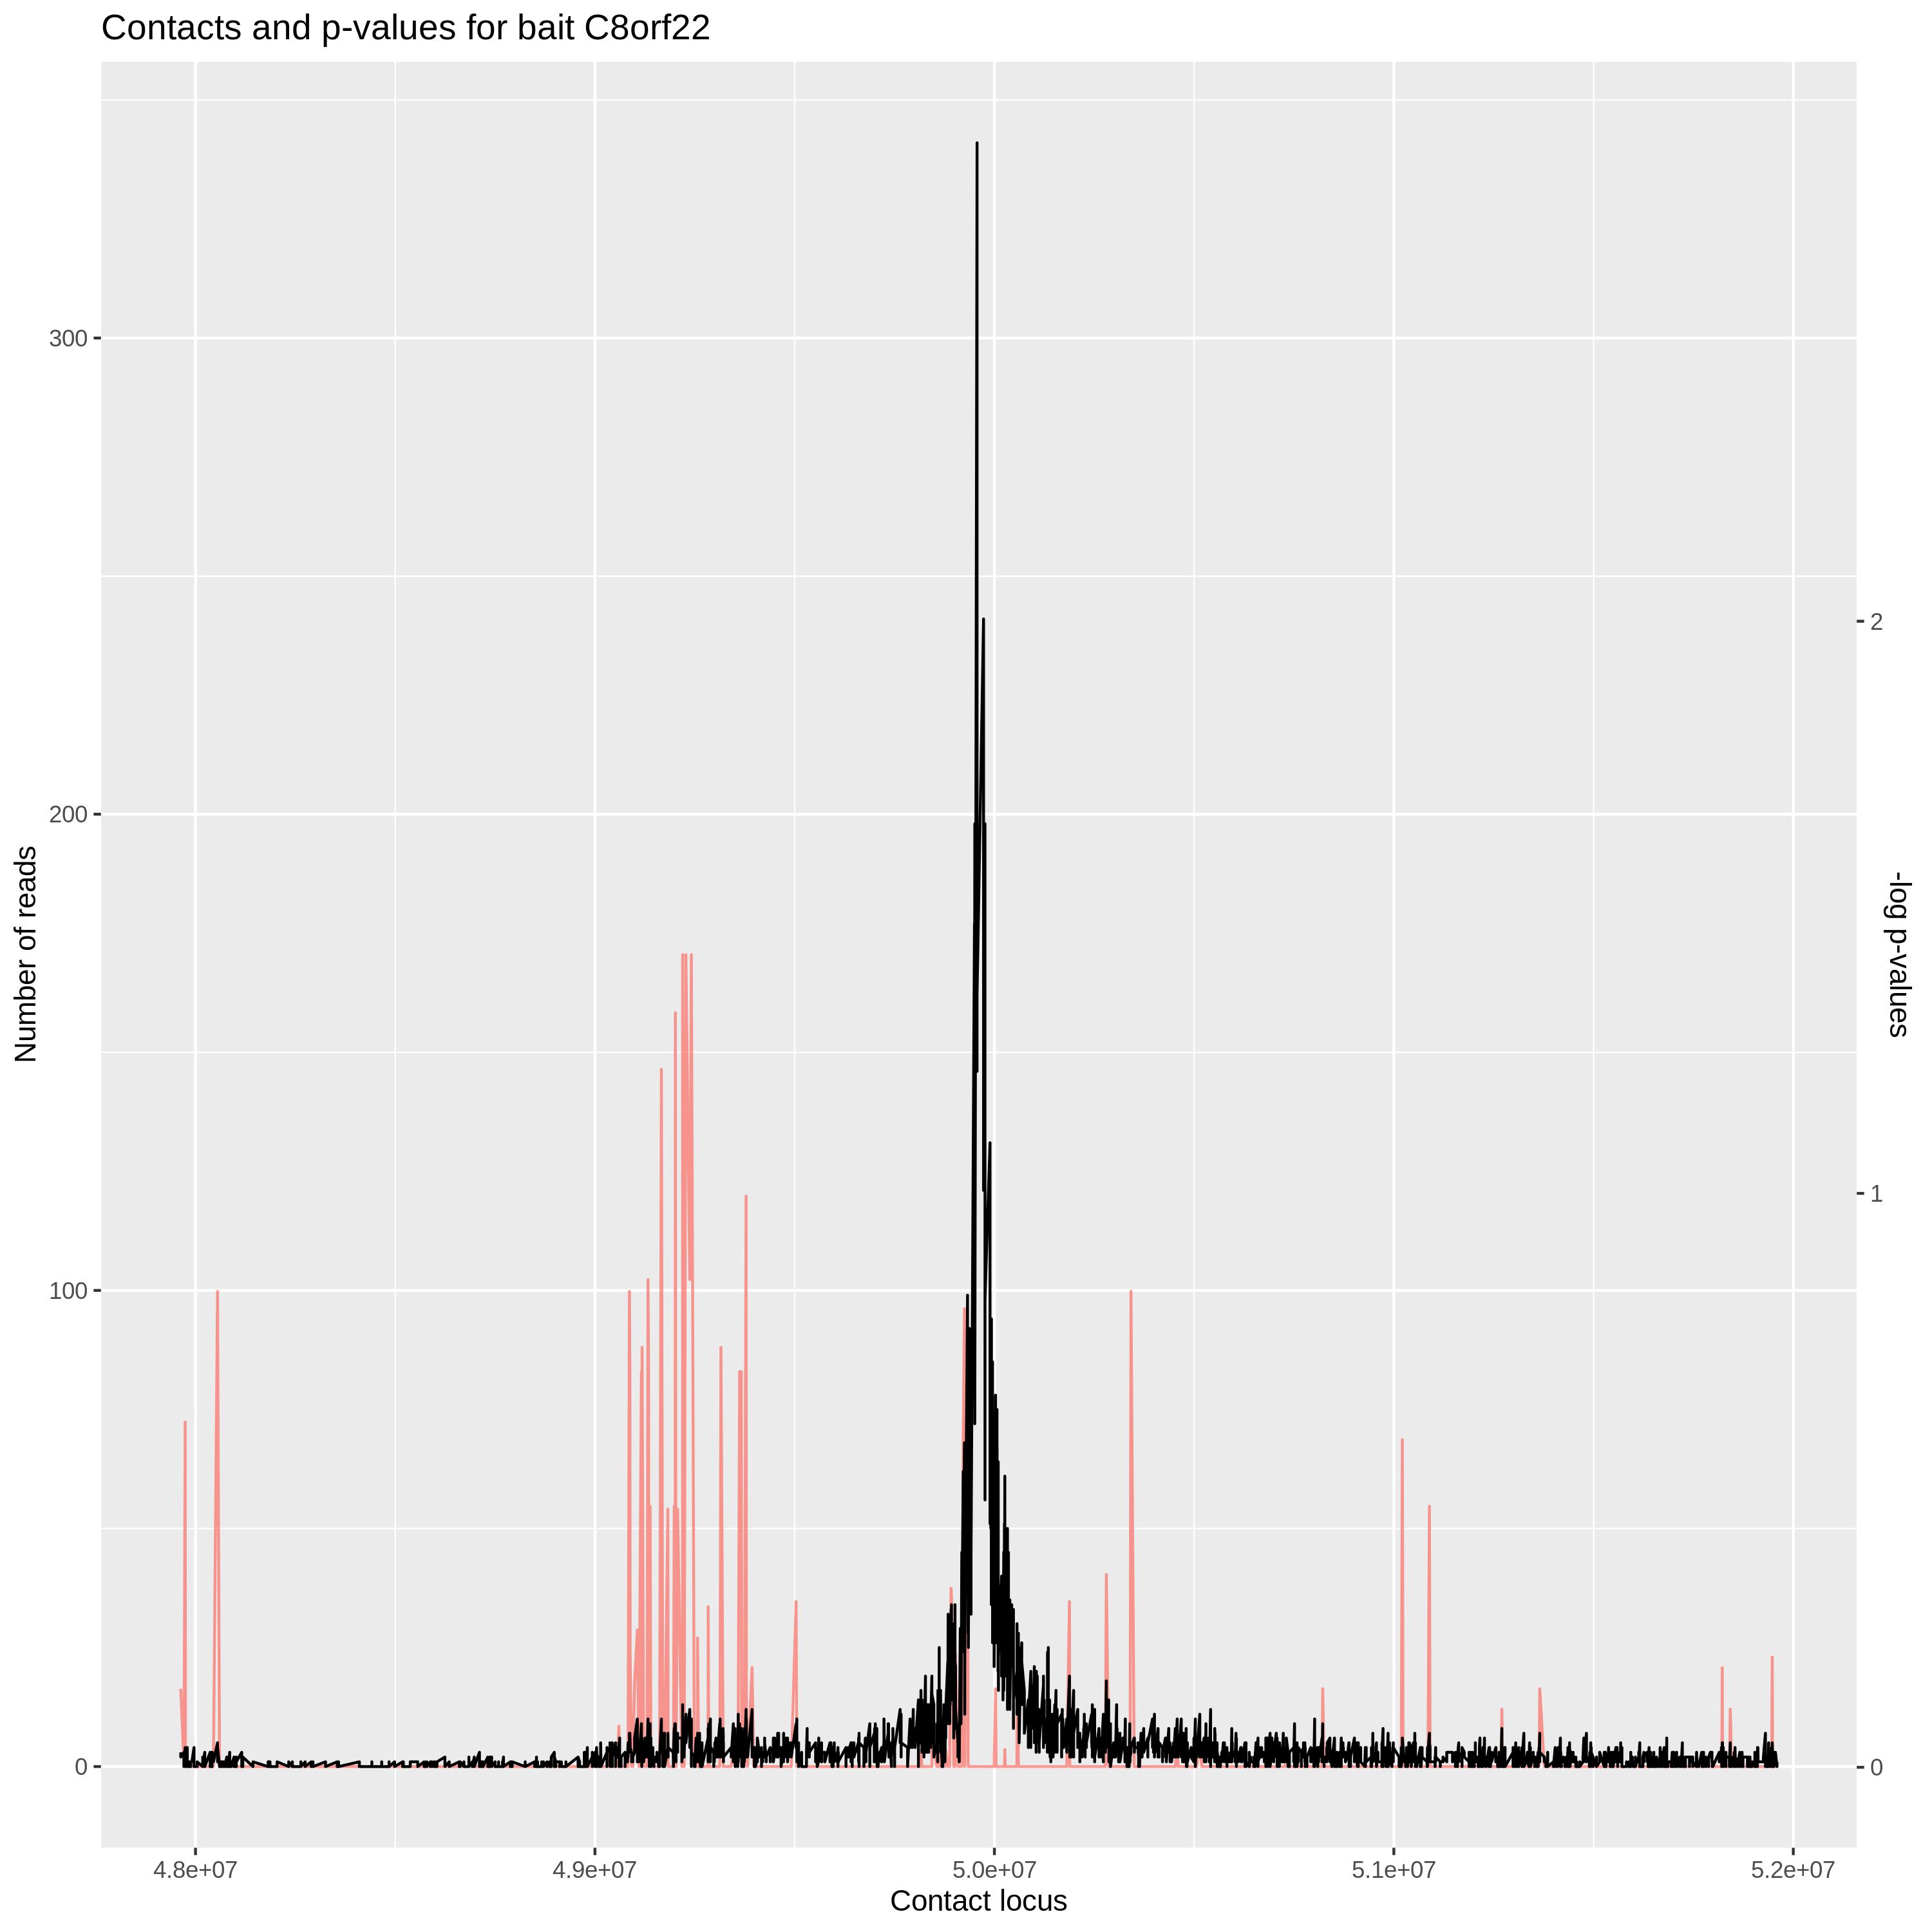 Contacts and p-values for bait C8orf22
300
200
100
0
Number of reads
2
1
0
-log p-values
4.8e+07 4.9e+07 5.0e+07 5.1e+07 5.2e+07
Contact locus